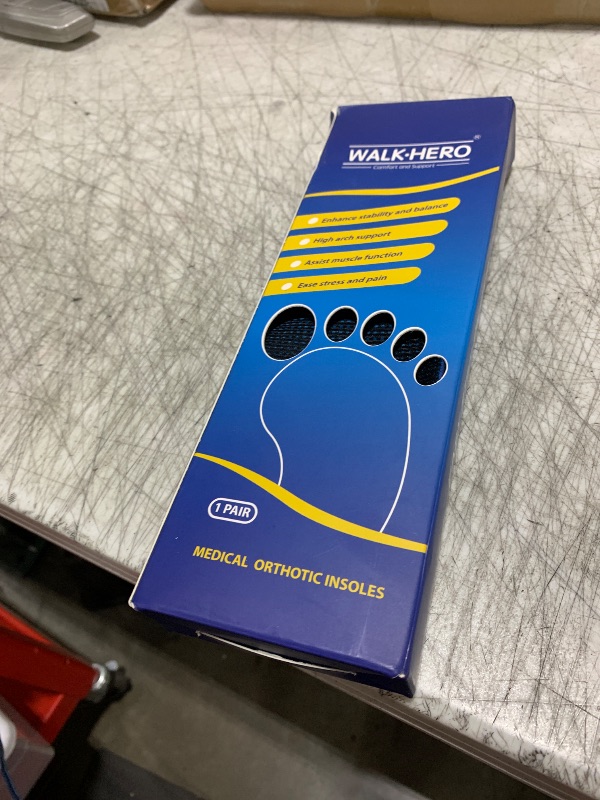 WALK·HERO®
Comfort and Support
Enhance stability and balance
High arch support
Assist muscle function
Ease stress and pain
1 PAIR
MEDICAL ORTHOTIC INSOLES